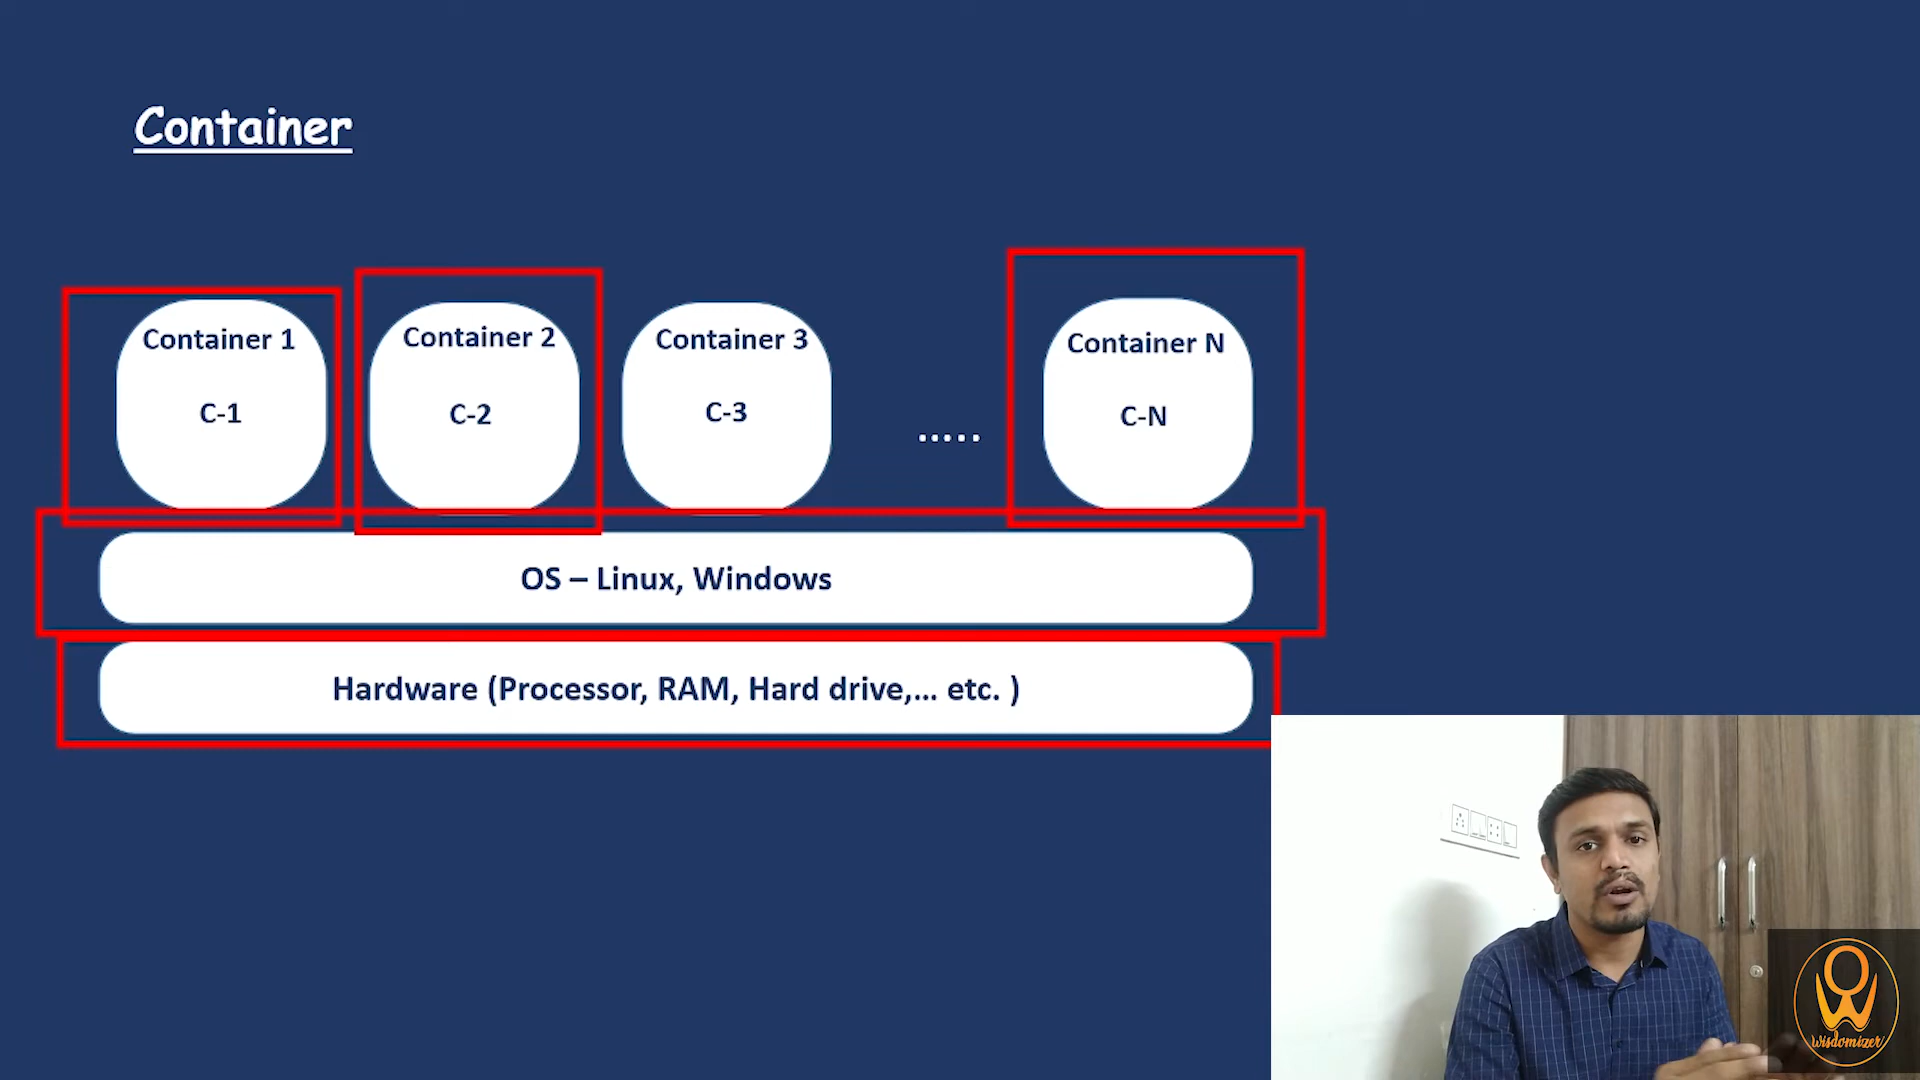 Container
Container 1
C-1
Container 2
C-2
Container 3
C-3
.....
Container N
C-N
OS – Linux, Windows
Hardware (Processor, RAM, Hard drive,... etc. )
Wisdomizer